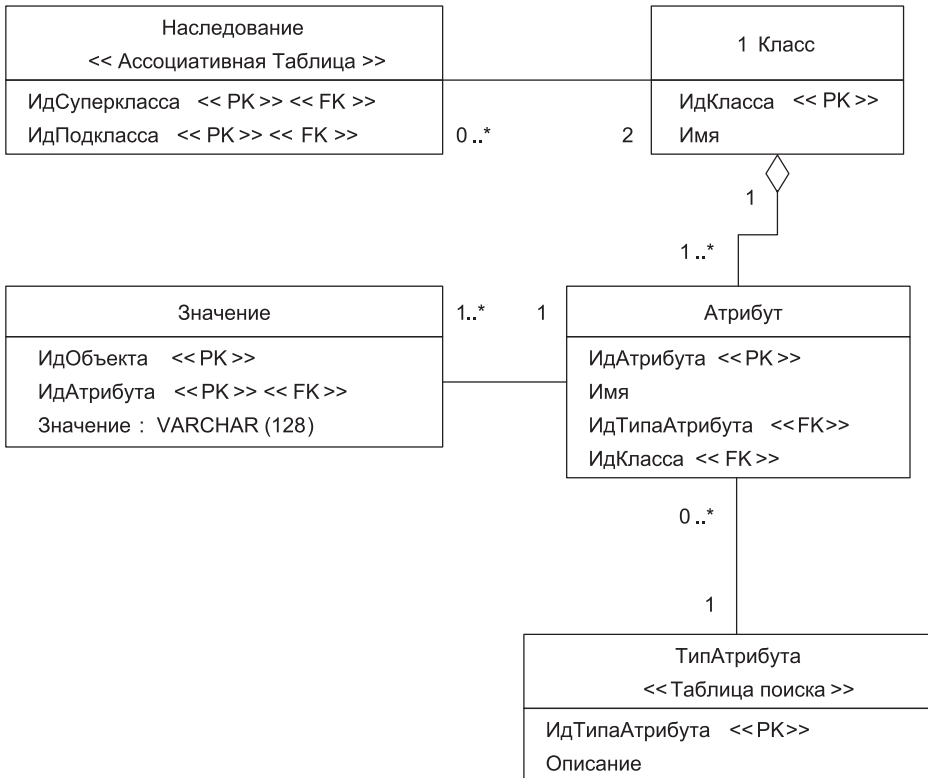 Наследование
<< Ассоциативная Таблица >>
ИдСуперкласса << PK >> << FK >>
ИдПодкласса << PK >> << FK >>
0 ..*
2
1 Класс
ИдКласса << PK >>
Имя
1
1 ..*
Значение
ИдОбъекта << PK >>
ИдАтрибута << PK >> << FK >>
Значение : VARCHAR (128)
1..*
1
Атрибут
ИдАтрибута << PK >>
Имя
ИдТипаАтрибута << FK>>
ИдКласса << FK >>
0 ..*
1
ТипАтрибута
<< Таблица поиска >>
ИдТипаАтрибута << PK>>
Описание